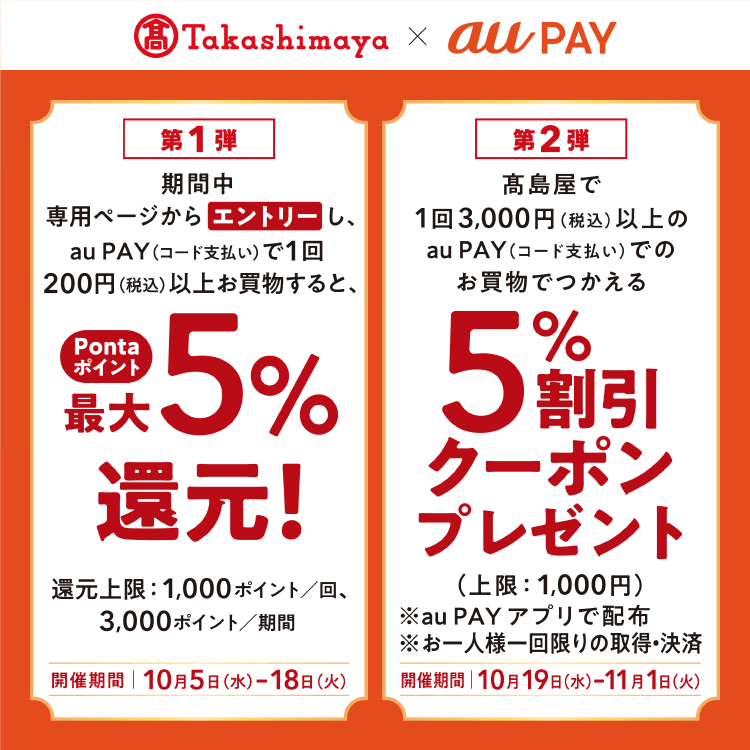 髙 Takashimaya × au PAY
第1弾
期間中
専用ページから エントリー し、
au PAY(コード支払い)で1回
200円(税込)以上お買物すると、
Ponta
ポイント
最大5%
還元!
還元上限:1,000ポイント/回、
3,000ポイント/期間
開催期間|10月5日(水)-18日(火)
第2弾
髙島屋で
1回3,000円(税込)以上の
au PAY(コード支払い)での
お買物でつかえる
5%割引
クーポン
プレゼント
(上限:1,000円)
※au PAY アプリで配布
※お一人様一回限りの取得・決済
開催期間|10月19日(水)-11月1日(火)